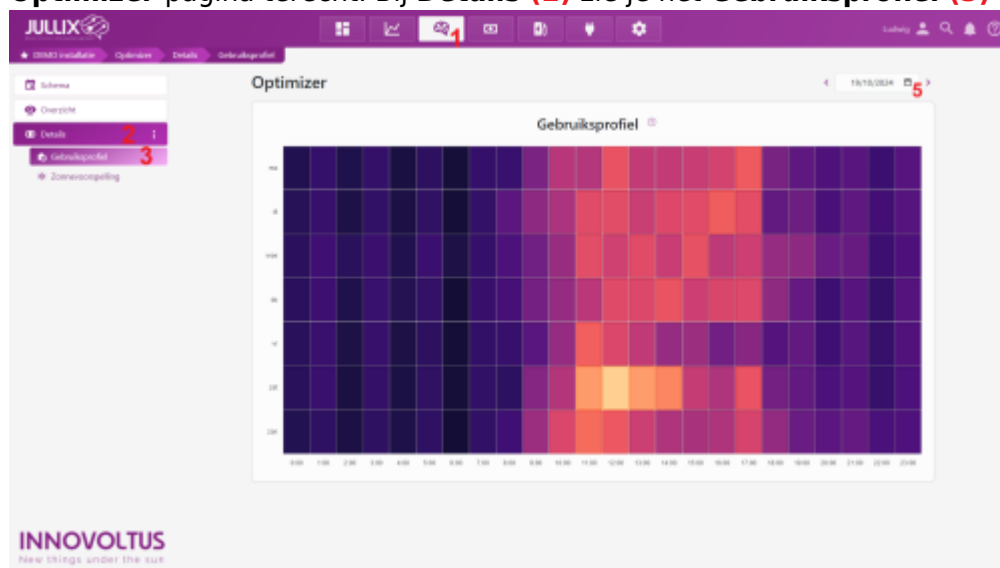 Optimizer pagina terecht. Bij Details (2) zie je het Gebruiksprofiel (3)
JULLIX
1
Ludwig
DEMO installatie Optimizer Details Gebruiksprofiel
Schema
Optimizer
19/10/2024 5
Overzicht
Gebruiksprofiel
Details 2
Gebruiksprofiel 3
Zonnevoorspelling
0:00 1:00 2:00 3:00 4:00 5:00 6:00 7:00 8:00 9:00 10:00 11:00 12:00 13:00 14:00 15:00 16:00 17:00 18:00 19:00 20:00 21:00 22:00 23:00
INNOVOLTUS
New things under the sun